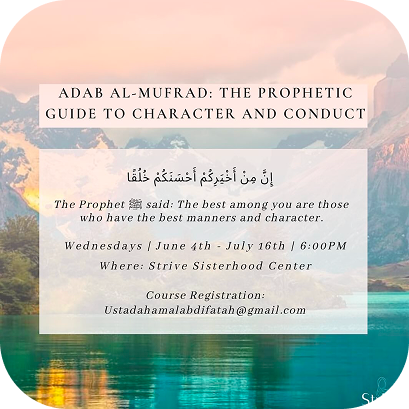 ADAB AL-MUFRAD: THE PROPHETIC
GUIDE TO CHARACTER AND CONDUCT
إِنَّ مِنْ أَخْيَرِكُمْ أَحْسَنَكُمْ خُلُقًا
The Prophet ﷺ said: The best among you are those
who have the best manners and character.
Wednesdays | June 4th - July 16th | 6:00PM
Where: Strive Sisterhood Center
Course Registration:
Ustadahamalabdifatah@gmail.com